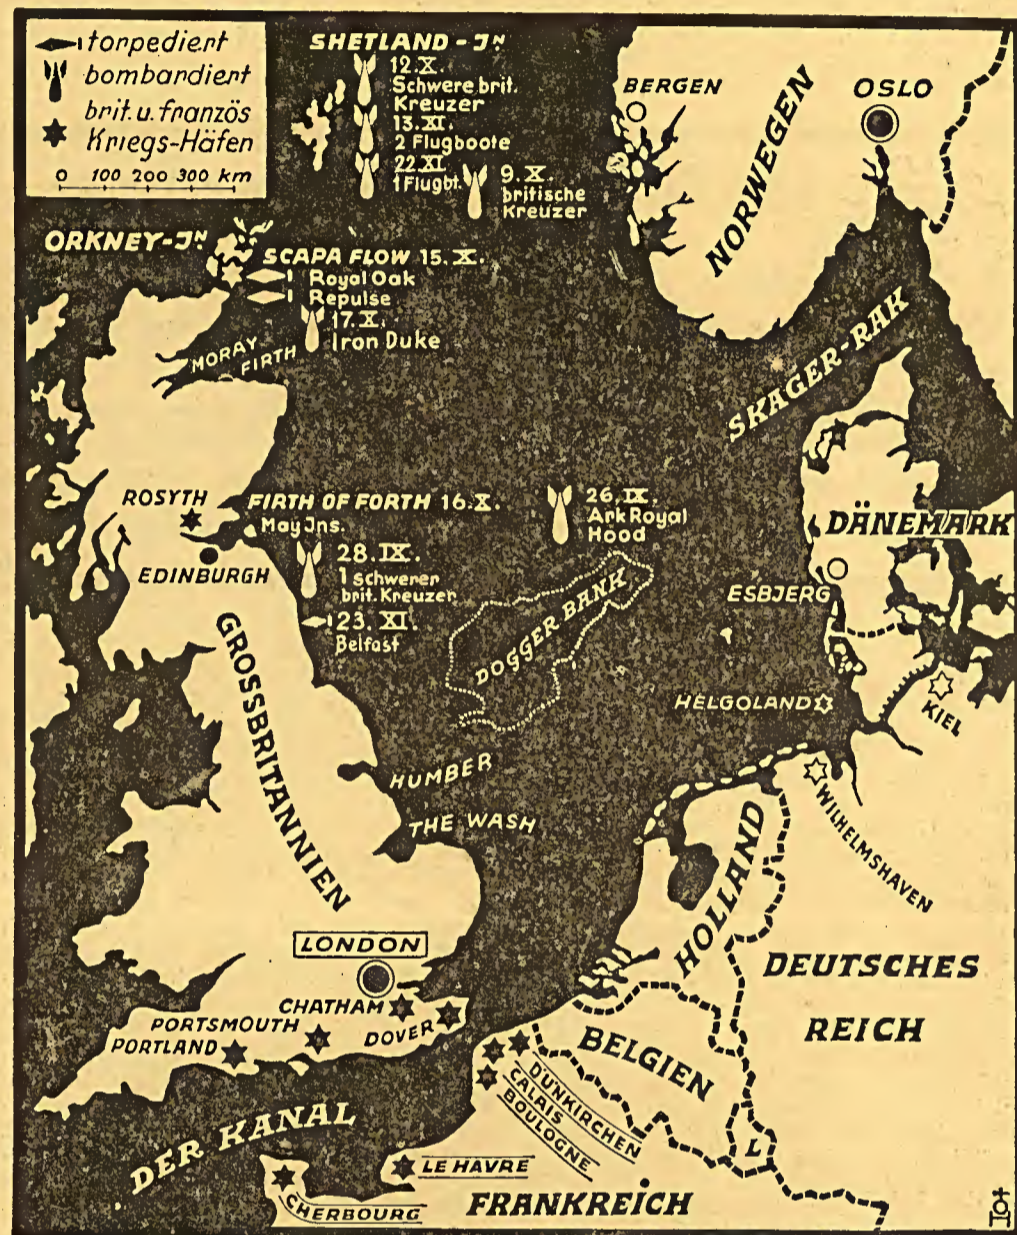 torpediert
bombardiert
brit. u. französ
Kriegs-Häfen
0 100 200 300 km
SHETLAND-JN
12.X.
Schwere brit.
Kreuzer
13.XI.
2 Flugboote
22.XI
1 Flugbt.
9.X.
britische
Kreuzer
BERGEN
OSLO
NORWEGEN
ORKNEY-JN
SCAPA FLOW 15.X.
Royal Oak
Repulse
17.X.
Iron Duke
MORAY
FIRTH
SKAGER-RAK
ROSYTH
FIRTH OF FORTH 16.X.
May Jns.
EDINBURGH
28.IX.
1 schwerer
brit. Kreuzer
23.XI.
Belfast
26.IX.
Ark Royal
Hood
DÄNEMARK
ESBJERG
DOGGER BANK
GROSSBRITANNIEN
HELGOLAND
KIEL
HUMBER
THE WASH
WILHELMSHAVEN
HOLLAND
LONDON
DEUTSCHES
REICH
CHATHAM
PORTSMOUTH
DOVER
PORTLAND
BELGIEN
DÜNKIRCHEN
CALAIS
BOULOGNE
L
DER KANAL
LE HAVRE
CHERBOURG
FRANKREICH